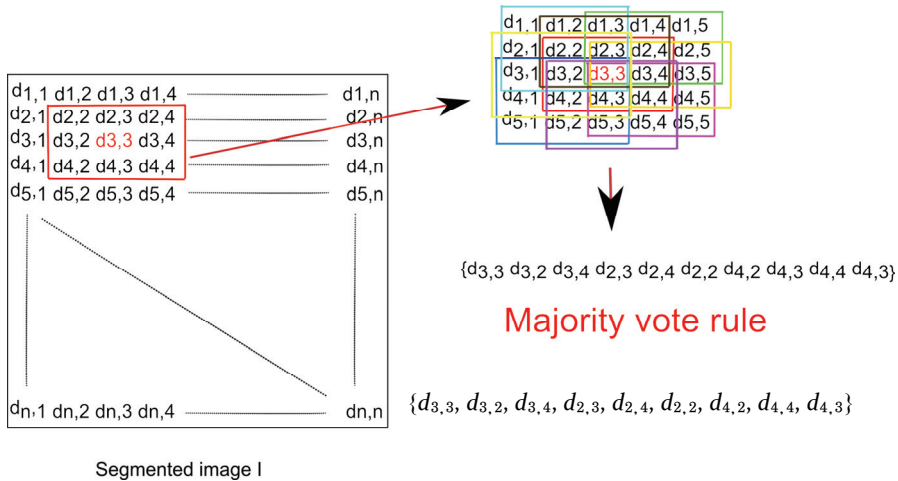 d1,1 d1,2 d1,3 d1,4 d1,n
d2,1 d2,2 d2,3 d2,4 d2,n
d3,1 d3,2 d3,3 d3,4 d3,n
d4,1 d4,2 d4,3 d4,4 d4,n
d5,1 d5,2 d5,3 d5,4 d5,n
dn,1 dn,2 dn,3 dn,4 dn,n
Segmented image I
d1,1 d1,2 d1,3 d1,4 d1,5
d2,1 d2,2 d2,3 d2,4 d2,5
d3,1 d3,2 d3,3 d3,4 d3,5
d4,1 d4,2 d4,3 d4,4 d4,5
d5,1 d5,2 d5,3 d5,4 d5,5
{d3,3 d3,2 d3,4 d2,3 d2,4 d2,2 d4,2 d4,3 d4,4 d4,3}
Majority vote rule
{d3,3, d3,2, d3,4, d2,3, d2,4, d2,2, d4,2, d4,4, d4,3}